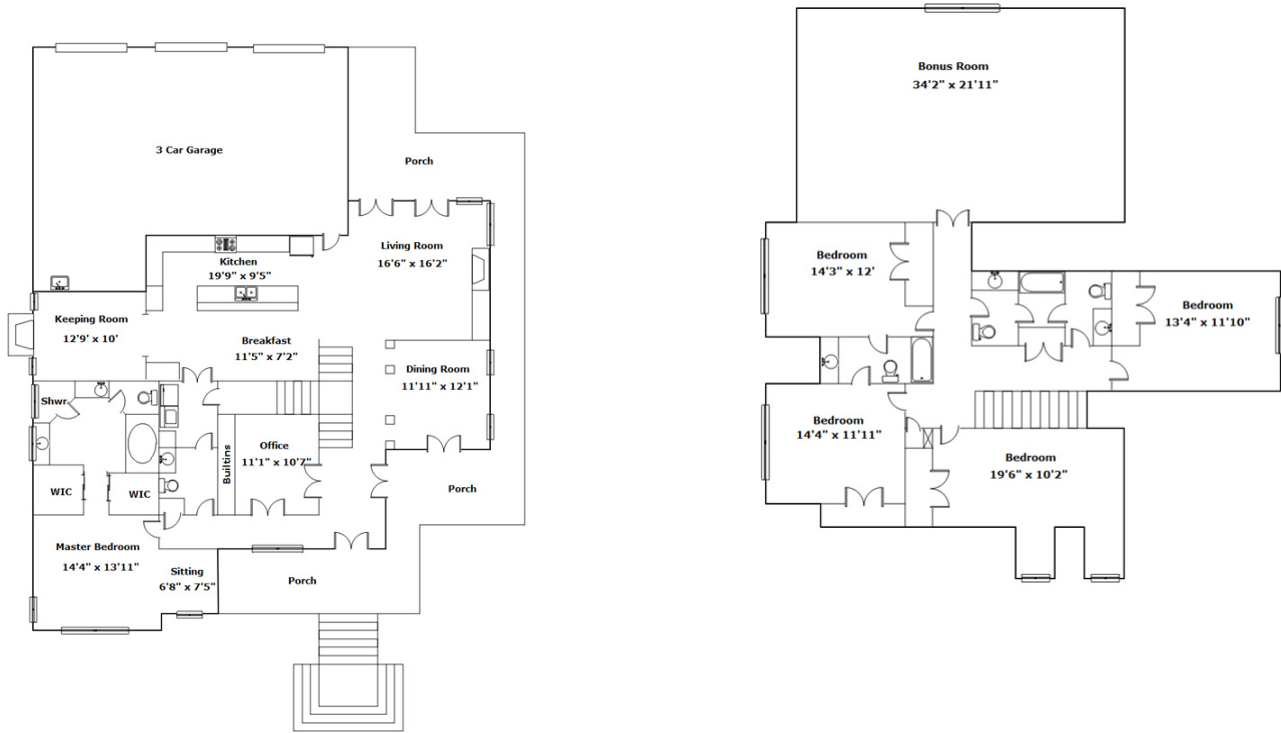 3 Car Garage
Porch
Living Room
16'6" x 16'2"
Kitchen
19'9" x 9'5"
Keeping Room
12'9' x 10'
Breakfast
11'5" x 7'2"
Dining Room
11'11" x 12'1"
Shwr
Builtins
Office
11'1" x 10'7"
WIC
WIC
Porch
Master Bedroom
14'4" x 13'11"
Sitting
6'8" x 7'5"
Porch
Bonus Room
34'2" x 21'11"
Bedroom
14'3" x 12'
Bedroom
13'4" x 11'10"
Bedroom
14'4" x 11'11"
Bedroom
19'6" x 10'2"